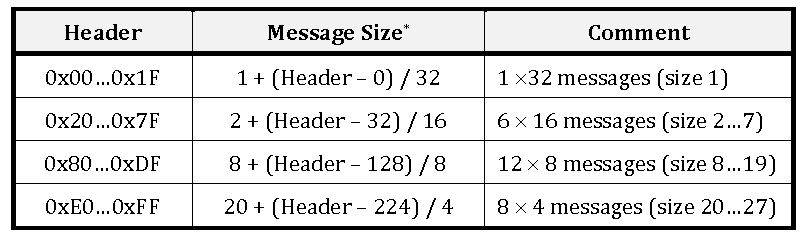 Header Message Size* Comment
0x00…0x1F 1 + (Header – 0) / 32 1 ×32 messages (size 1)
0x20…0x7F 2 + (Header – 32) / 16 6 × 16 messages (size 2…7)
0x80…0xDF 8 + (Header – 128) / 8 12 × 8 messages (size 8…19)
0xE0…0xFF 20 + (Header – 224) / 4 8 × 4 messages (size 20…27)